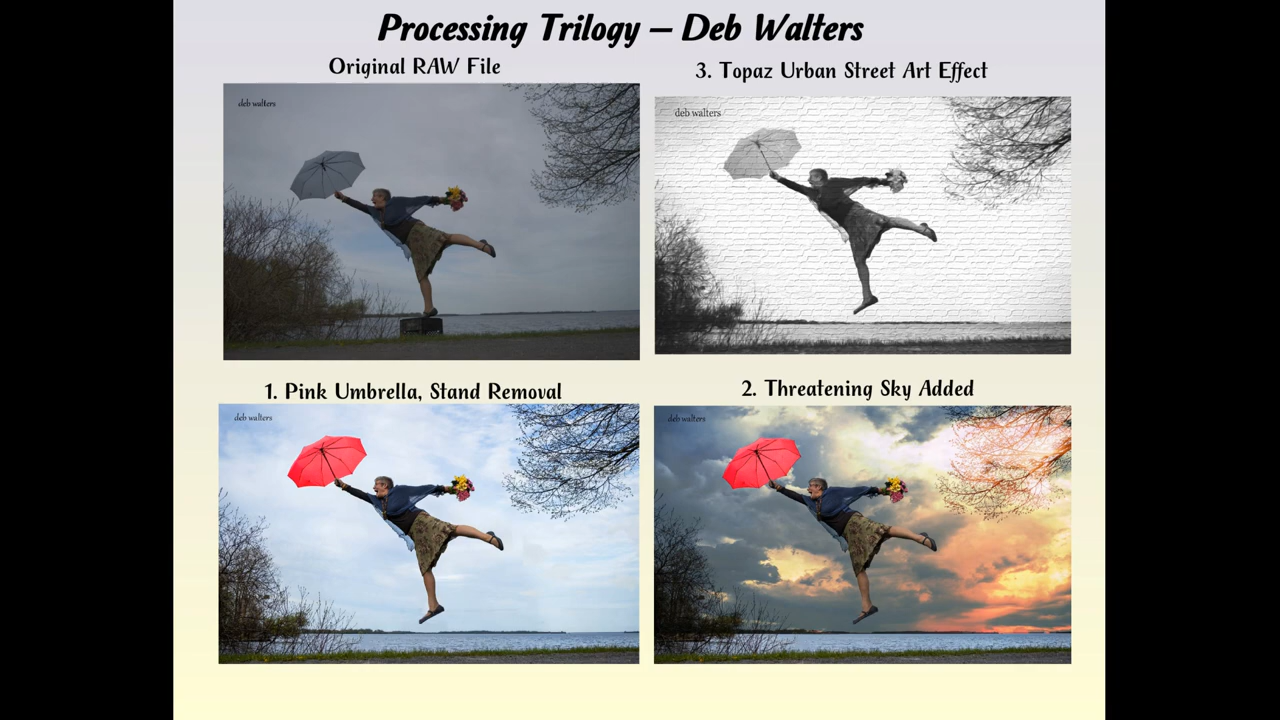 Processing Trilogy – Deb Walters
Original RAW File
3. Topaz Urban Street Art Effect
deb walters
deb walters
1. Pink Umbrella, Stand Removal
2. Threatening Sky Added
deb walters
deb walters